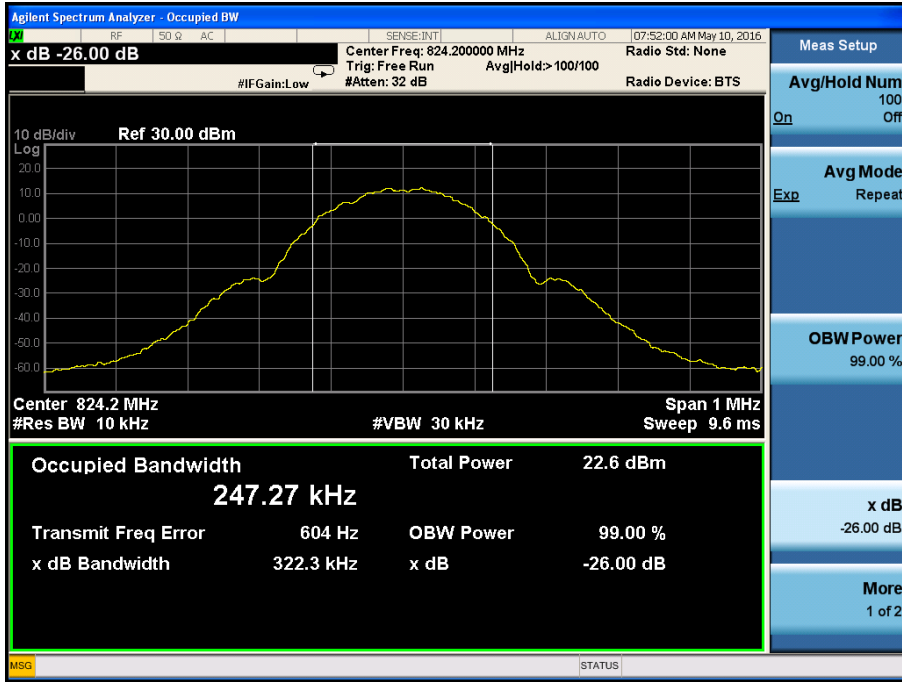 Agilent Spectrum Analyzer - Occupied BW
LXI RF 50 Ω AC SENSE:INT ALIGN AUTO 07:52:00 AM May 10, 2016
x dB -26.00 dB
Center Freq: 824.200000 MHz
Radio Std: None
Trig: Free Run Avg|Hold:>100/100
#IFGain:Low #Atten: 32 dB Radio Device: BTS
10 dB/div Ref 30.00 dBm
Log
20.0
10.0
0.00
-10.0
-20.0
-30.0
-40.0
-50.0
-60.0
Center 824.2 MHz Span 1 MHz
#Res BW 10 kHz #VBW 30 kHz Sweep 9.6 ms
Occupied Bandwidth Total Power 22.6 dBm
247.27 kHz
Transmit Freq Error 604 Hz OBW Power 99.00 %
x dB Bandwidth 322.3 kHz x dB -26.00 dB
MSG STATUS
Meas Setup
Avg/Hold Num
100
On Off
Avg Mode
Exp Repeat
OBW Power
99.00 %
x dB
-26.00 dB
More
1 of 2